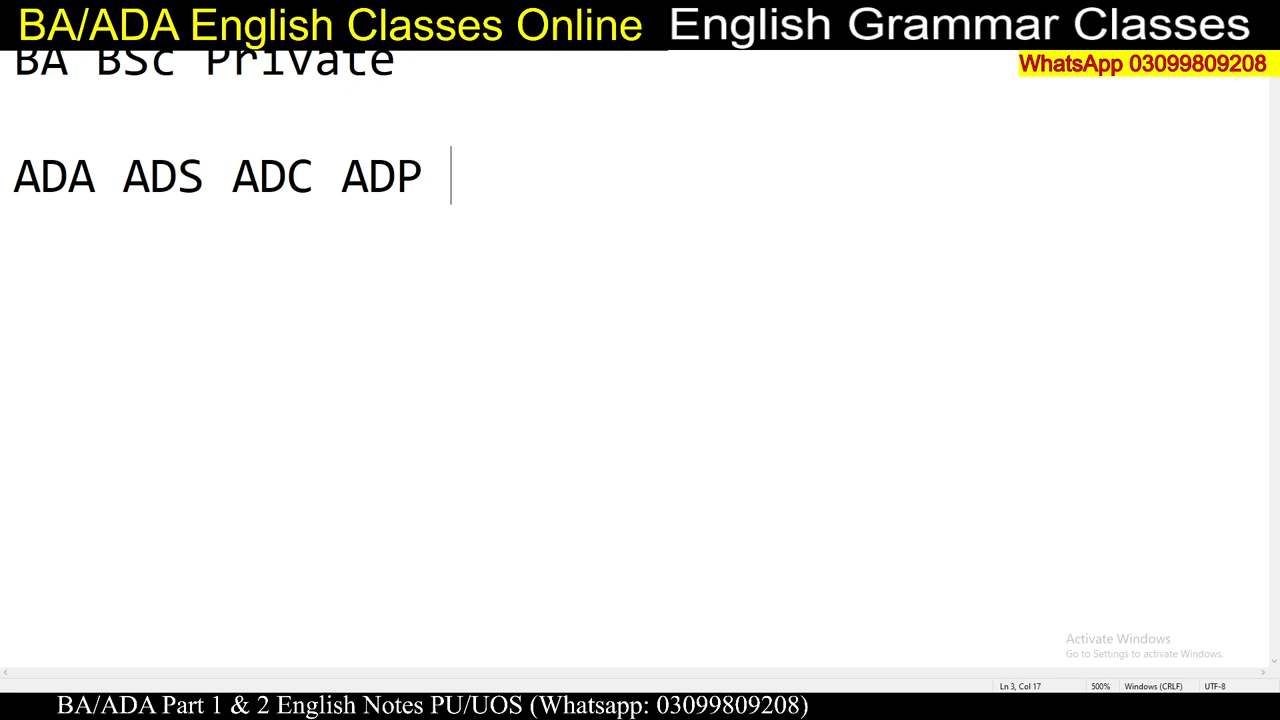 BA/ADA English Classes Online English Grammar Classes
BA BSc Private
WhatsApp 03099809208
ADA ADS ADC ADP
Activate Windows
Go to Settings to activate Windows.
Ln 3, Col 17 500% Windows (CRLF) UTF-8
BA/ADA Part 1 & 2 English Notes PU/UOS (Whatsapp: 03099809208)